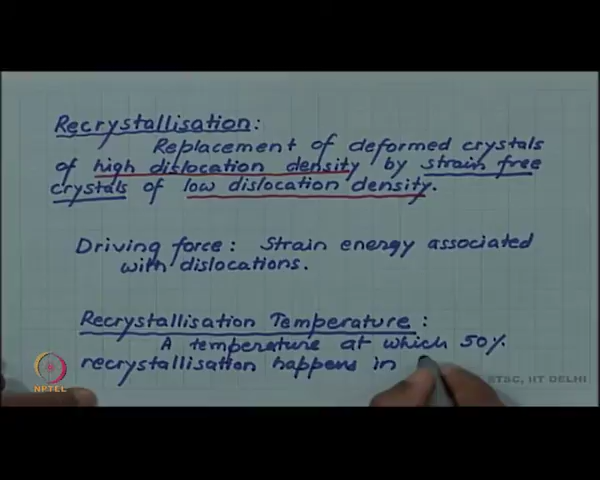 Recrystallisation:
Replacement of deformed crystals
of high dislocation density by strain free
crystals of low dislocation density.
Driving force: Strain energy associated
with dislocations.
Recrystallisation Temperature:
A temperature at which 50%
recrystallisation happens in
NPTEL
ETSC, IIT DELHI